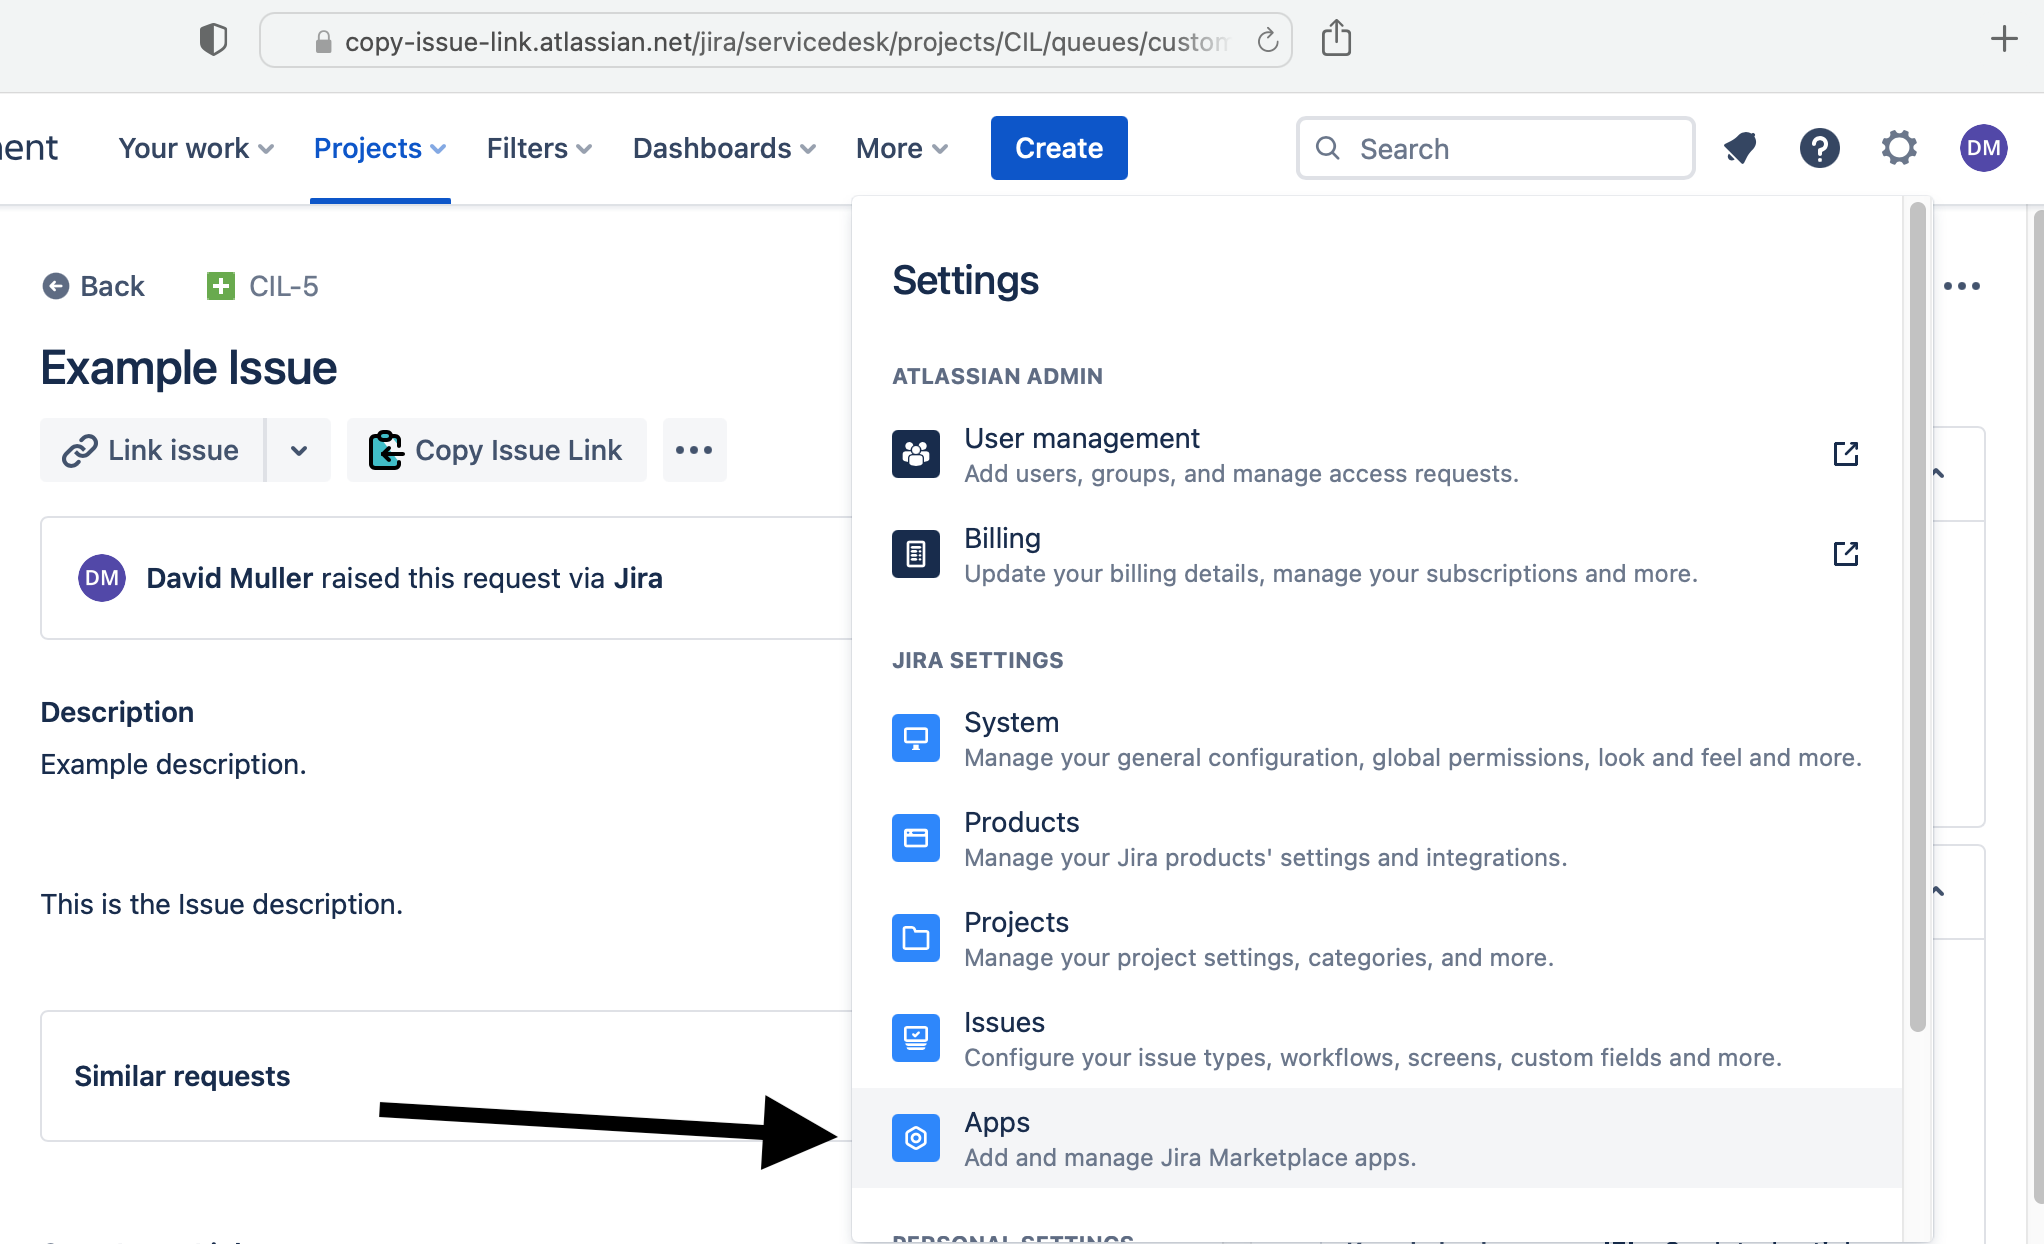 copy-issue-link.atlassian.net/jira/servicedesk/projects/CIL/queues/custom
ent
Your work
Projects
Filters
Dashboards
More
Create
Search
DM
Back
CIL-5
Example Issue
Link issue
Copy Issue Link
DM
David Muller raised this request via Jira
Description
Example description.
This is the Issue description.
Similar requests
Settings
ATLASSIAN ADMIN
User management
Add users, groups, and manage access requests.
Billing
Update your billing details, manage your subscriptions and more.
JIRA SETTINGS
System
Manage your general configuration, global permissions, look and feel and more.
Products
Manage your Jira products' settings and integrations.
Projects
Manage your project settings, categories, and more.
Issues
Configure your issue types, workflows, screens, custom fields and more.
Apps
Add and manage Jira Marketplace apps.
PERSONAL SETTINGS